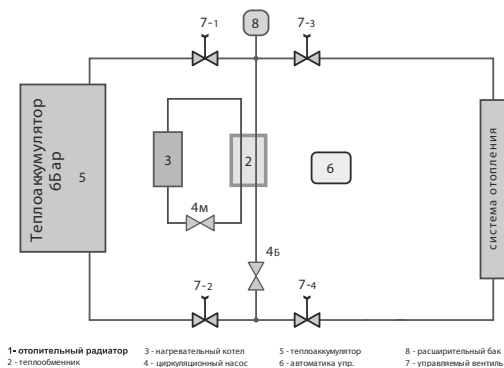 7-1
8
7-3
Теплоаккумулятор
6Бар
5
3
2
6
система отопления
4м
4Б
7-2
7-4
1- отопительный радиатор
3 - нагревательный котел
5 - теплоаккумулятор
8 - расширительный бак
2 - теплообменник
4 - циркуляционный насос
6 - автоматика упр.
7 - управляемый вентиль